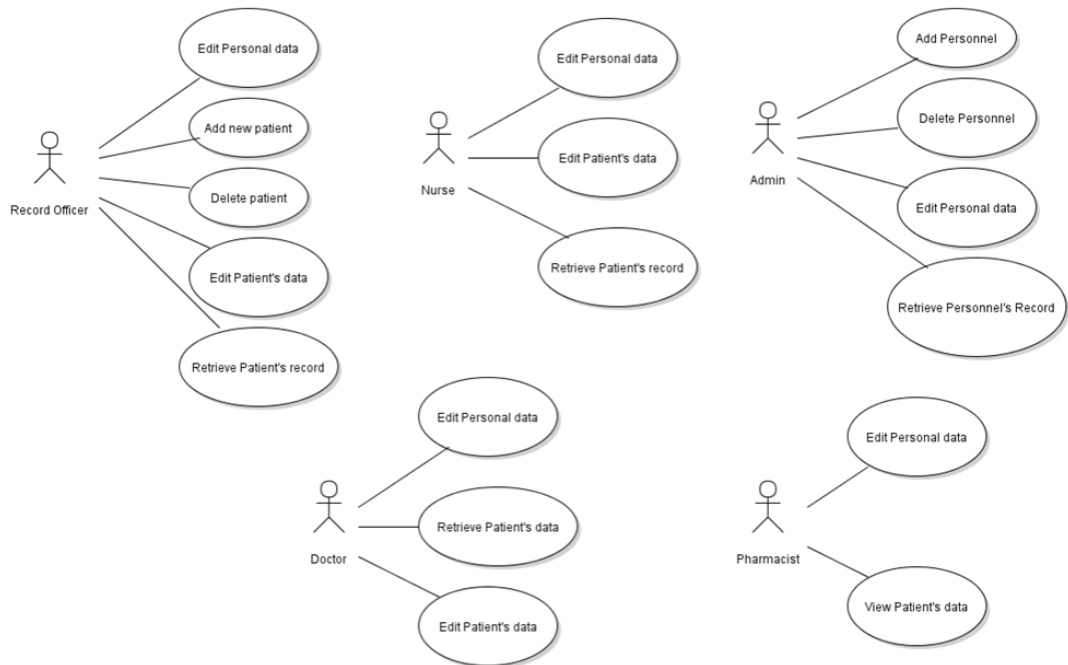 Edit Personal data
Add new patient
Delete patient
Edit Patient's data
Retrieve Patient's record
Record Officer
Edit Personal data
Edit Patient's data
Retrieve Patient's record
Nurse
Add Personnel
Delete Personnel
Edit Personal data
Retrieve Personnel's Record
Admin
Edit Personal data
Retrieve Patient's data
Edit Patient's data
Doctor
Edit Personal data
View Patient's data
Pharmacist